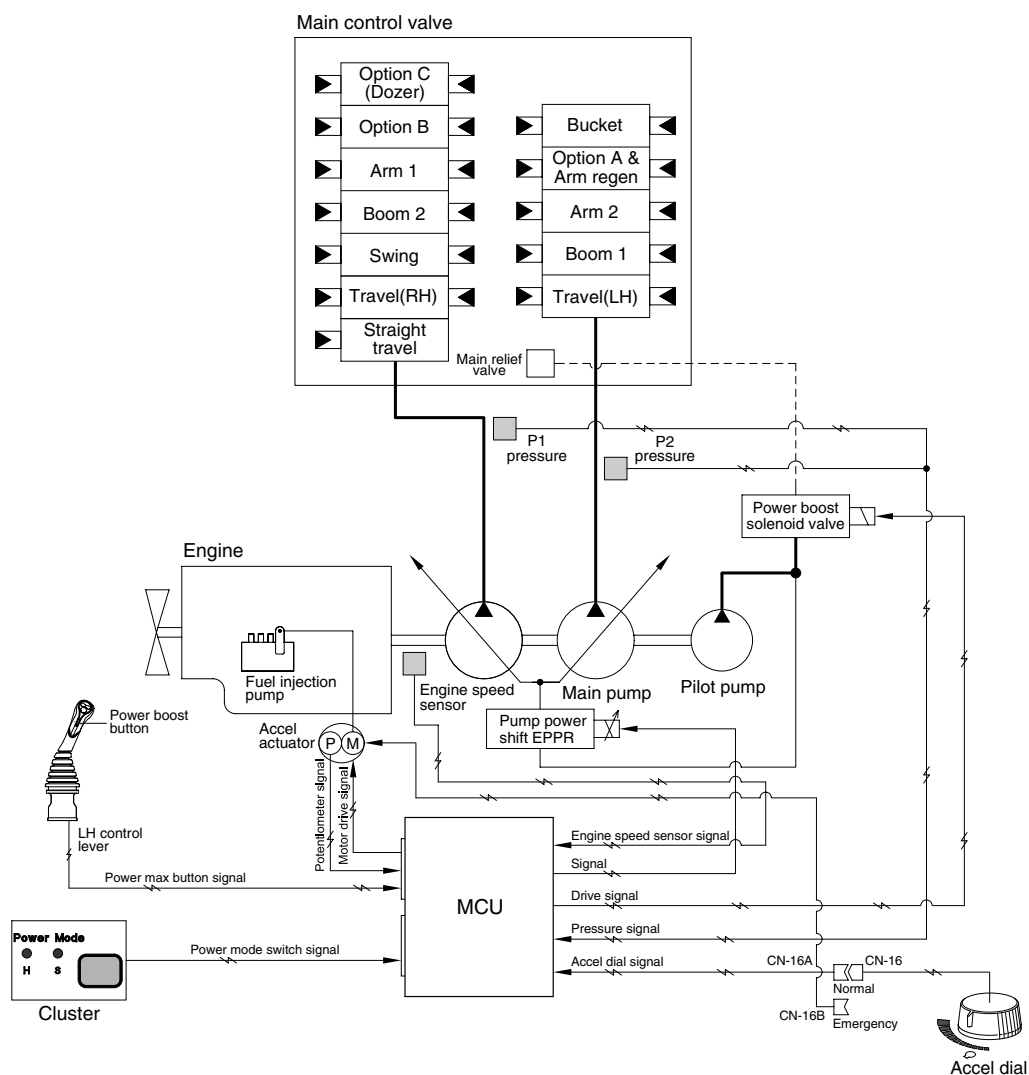 Main control valve
Option C
(Dozer)
Option B
Arm 1
Boom 2
Swing
Travel(RH)
Straight
travel
Bucket
Option A &
Arm regen
Arm 2
Boom 1
Travel(LH)
Main relief
valve
P1
pressure
P2
pressure
Power boost
solenoid valve
Engine
Fuel injection
pump
Engine speed
sensor
Main pump
Pilot pump
Power boost
button
Accel
actuator
P
M
Pump power
shift EPPR
Potentiometer signal
Motor drive signal
LH control
lever
Power max button signal
MCU
Engine speed sensor signal
Signal
Drive signal
Pressure signal
Accel dial signal
Power Mode
H
S
Power mode switch signal
Cluster
CN-16A
CN-16
Normal
CN-16B
Emergency
Accel dial